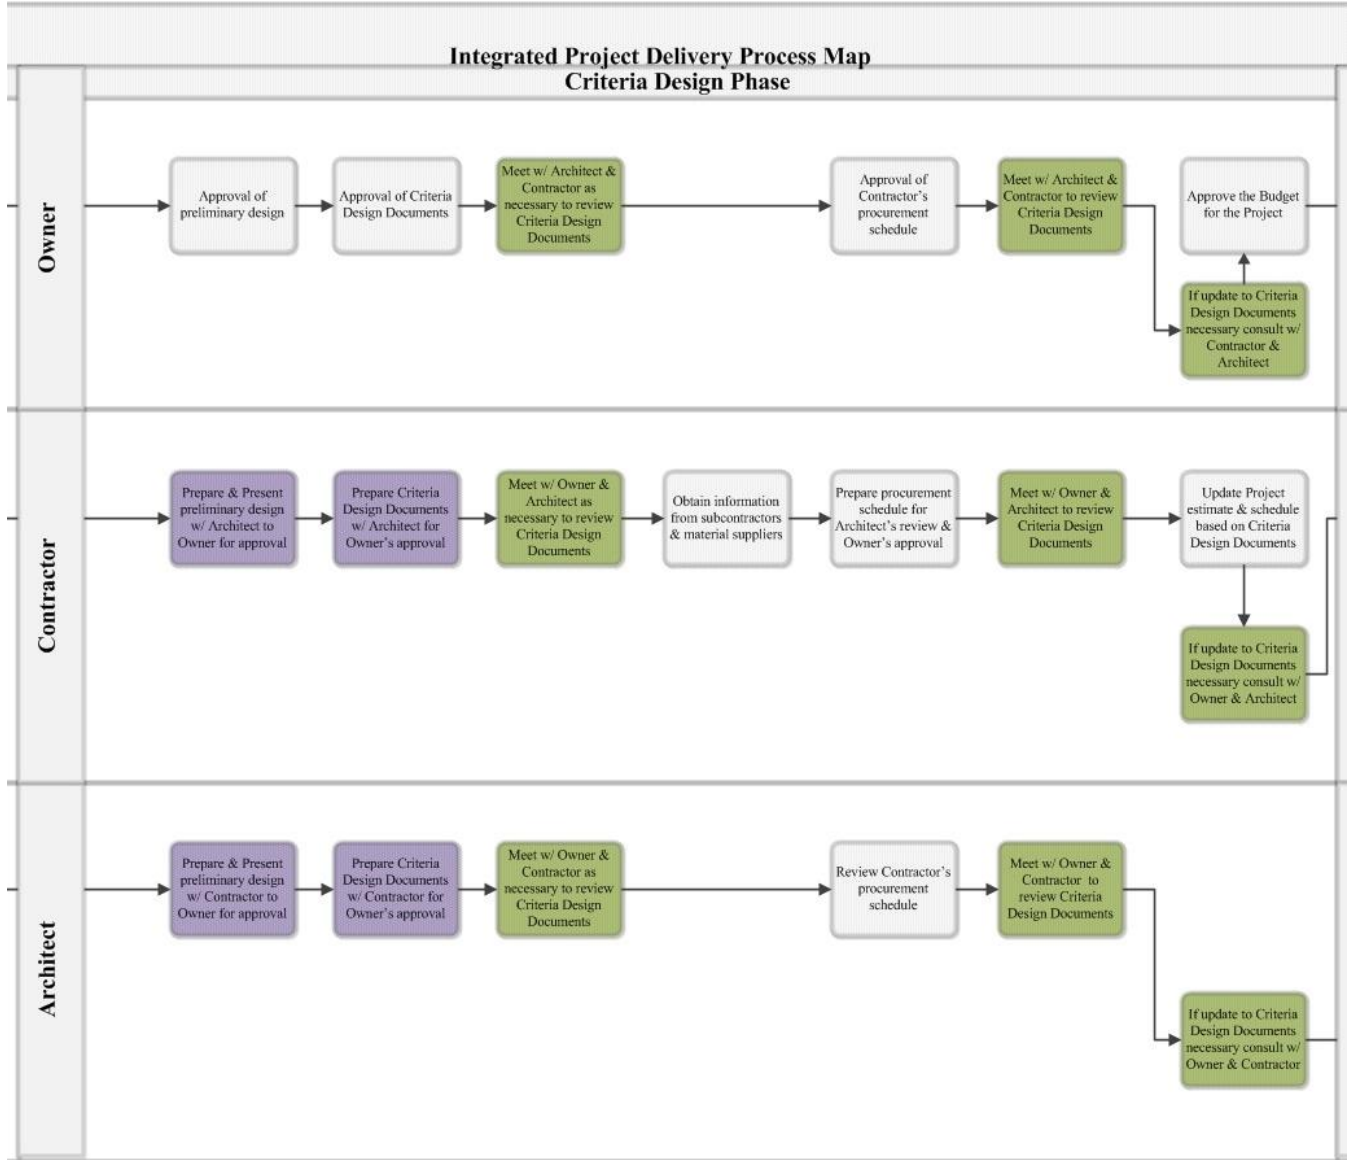 Integrated Project Delivery Process Map
Criteria Design Phase
Owner
Approval of
preliminary design
Approval of Criteria
Design Documents
Meet w/ Architect &
Contractor as
necessary to review
Criteria Design
Documents
Approval of
Contractor's
procurement
schedule
Meet w/ Architect &
Contractor to review
Criteria Design
Documents
Approve the Budget
for the Project
If update to Criteria
Design Documents
necessary consult w/
Contractor &
Architect
Contractor
Prepare & Present
preliminary design
w/ Architect to
Owner for approval
Prepare Criteria
Design Documents
w/ Architect for
Owner's approval
Meet w/ Owner &
Architect as
necessary to review
Criteria Design
Documents
Obtain information
from subcontractors
& material suppliers
Prepare procurement
schedule for
Architect's review &
Owner's approval
Meet w/ Owner &
Architect to review
Criteria Design
Documents
Update Project
estimate & schedule
based on Criteria
Design Documents
If update to Criteria
Design Documents
necessary consult w/
Owner & Architect
Architect
Prepare & Present
preliminary design
w/ Contractor to
Owner for approval
Prepare Criteria
Design Documents
w/ Contractor for
Owner's approval
Meet w/ Owner &
Contractor as
necessary to review
Criteria Design
Documents
Review Contractor's
procurement
schedule
Meet w/ Owner &
Contractor to
review Criteria
Design Documents
If update to Criteria
Design Documents
necessary consult w/
Owner & Contractor